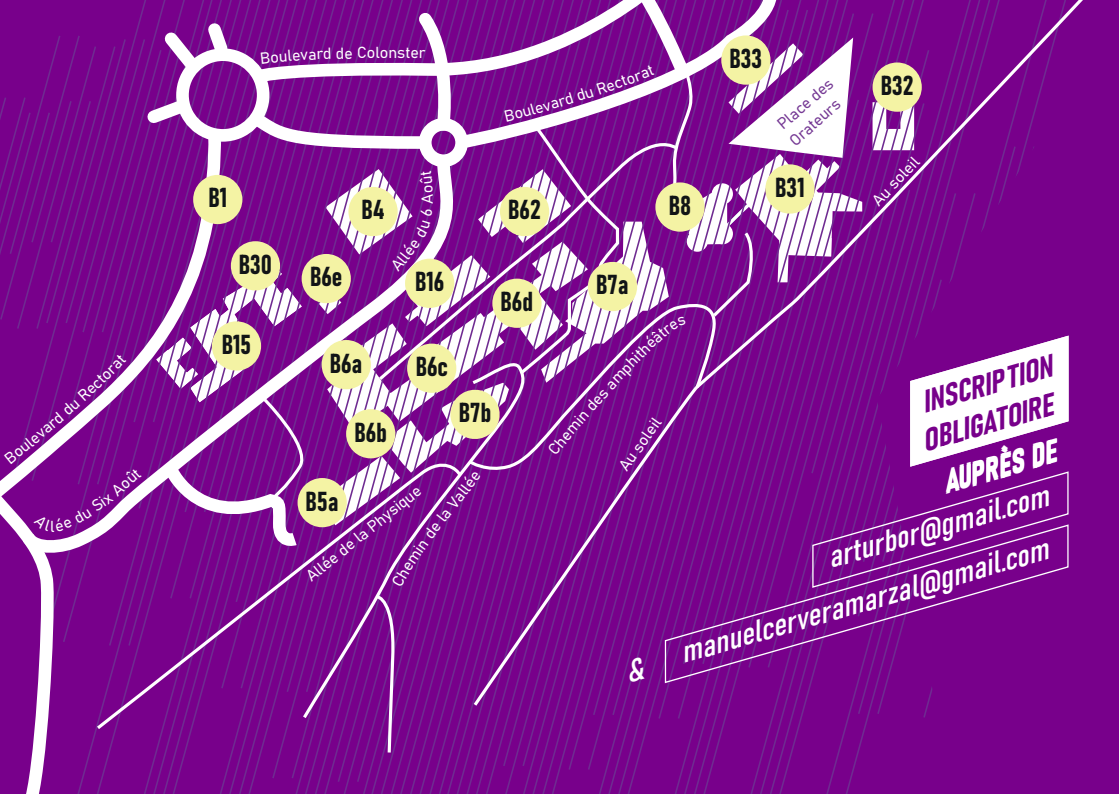 Boulevard de Colonster
B33
B32
Boulevard du Rectorat
Place des
Orateurs
B1
B4
B62
B8
B31
Au soleil
Allée du 6 Août
B30
B6e
B16
B6d
B7a
B15
B6a
B6c
Chemin des amphithéâtres
Boulevard du Rectorat
B6b
B7b
Au soleil
Allée du Six Août
B5a
Allée de la Physique
Chemin de la Vallée
INSCRIPTION
OBLIGATOIRE
AUPRÈS DE
arturbor@gmail.com
& manuelcerveramarzal@gmail.com